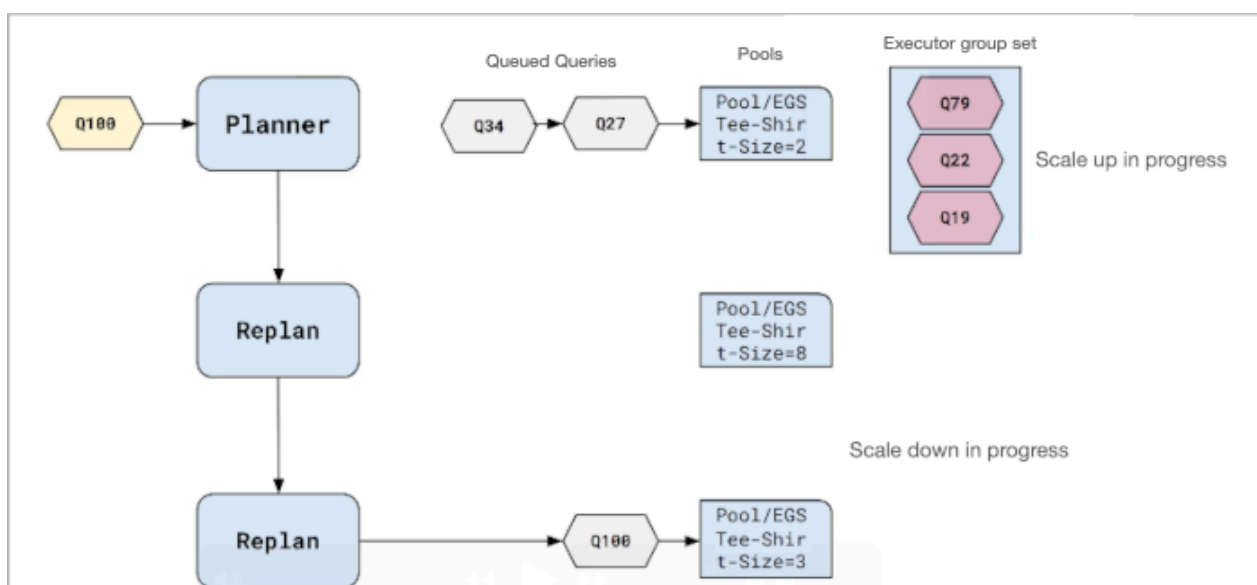 Executor group set
Queued Queries
Pools
Q100
Planner
Q34
Q27
Pool/EGS
Tee-Shir
t-Size=2
Q79
Q22
Q19
Scale up in progress
Replan
Pool/EGS
Tee-Shir
t-Size=8
Scale down in progress
Replan
Q100
Pool/EGS
Tee-Shir
t-Size=3